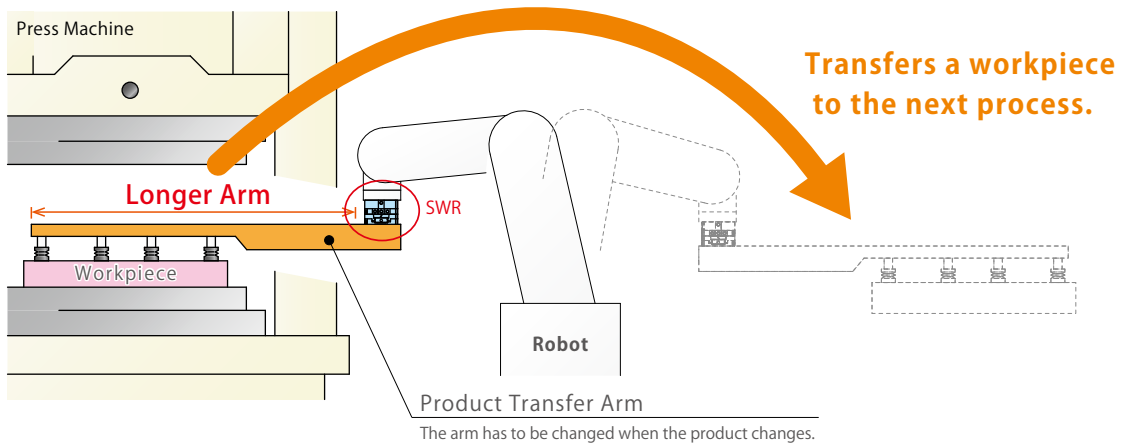 Press Machine
Transfers a workpiece
to the next process.
Longer Arm
SWR
Workpiece
Robot
Product Transfer Arm
The arm has to be changed when the product changes.